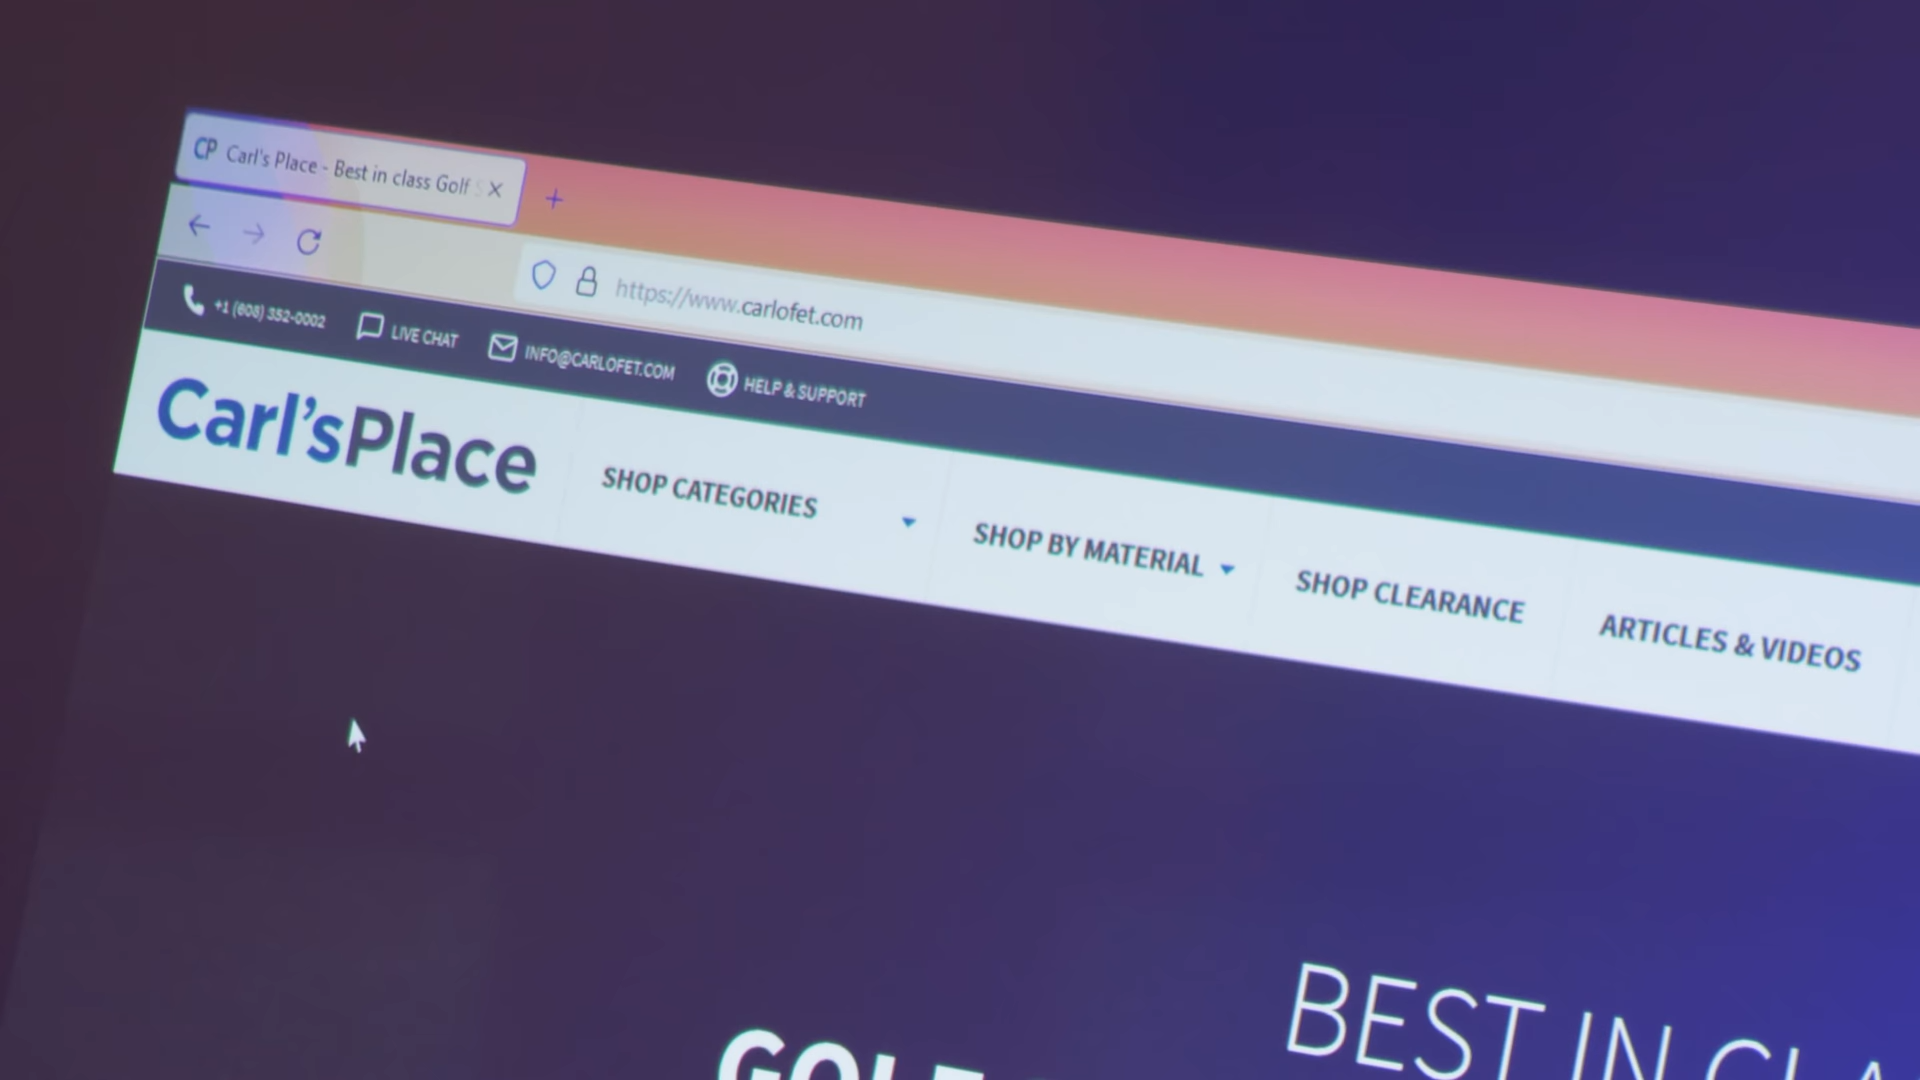 CP Carl's Place - Best in class Golf
https://www.carlofet.com
+1 (608) 352-0002 LIVE CHAT INFO@CARLOFET.COM HELP & SUPPORT
Carl'sPlace SHOP CATEGORIES SHOP BY MATERIAL SHOP CLEARANCE ARTICLES & VIDEOS
BEST IN CLA
GOLF